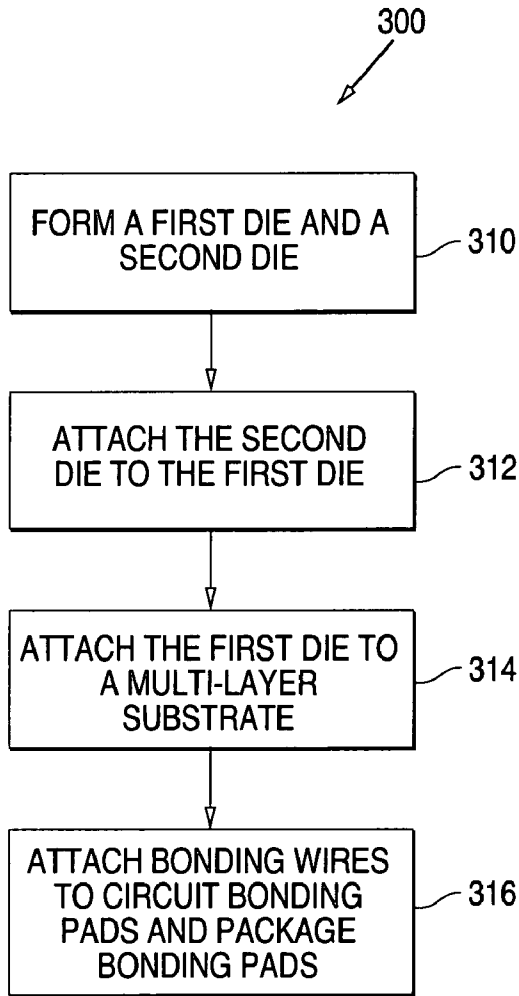 300
FORM A FIRST DIE AND A
SECOND DIE
310
ATTACH THE SECOND
DIE TO THE FIRST DIE
312
ATTACH THE FIRST DIE TO
A MULTI-LAYER
SUBSTRATE
314
ATTACH BONDING WIRES
TO CIRCUIT BONDING
PADS AND PACKAGE
BONDING PADS
316